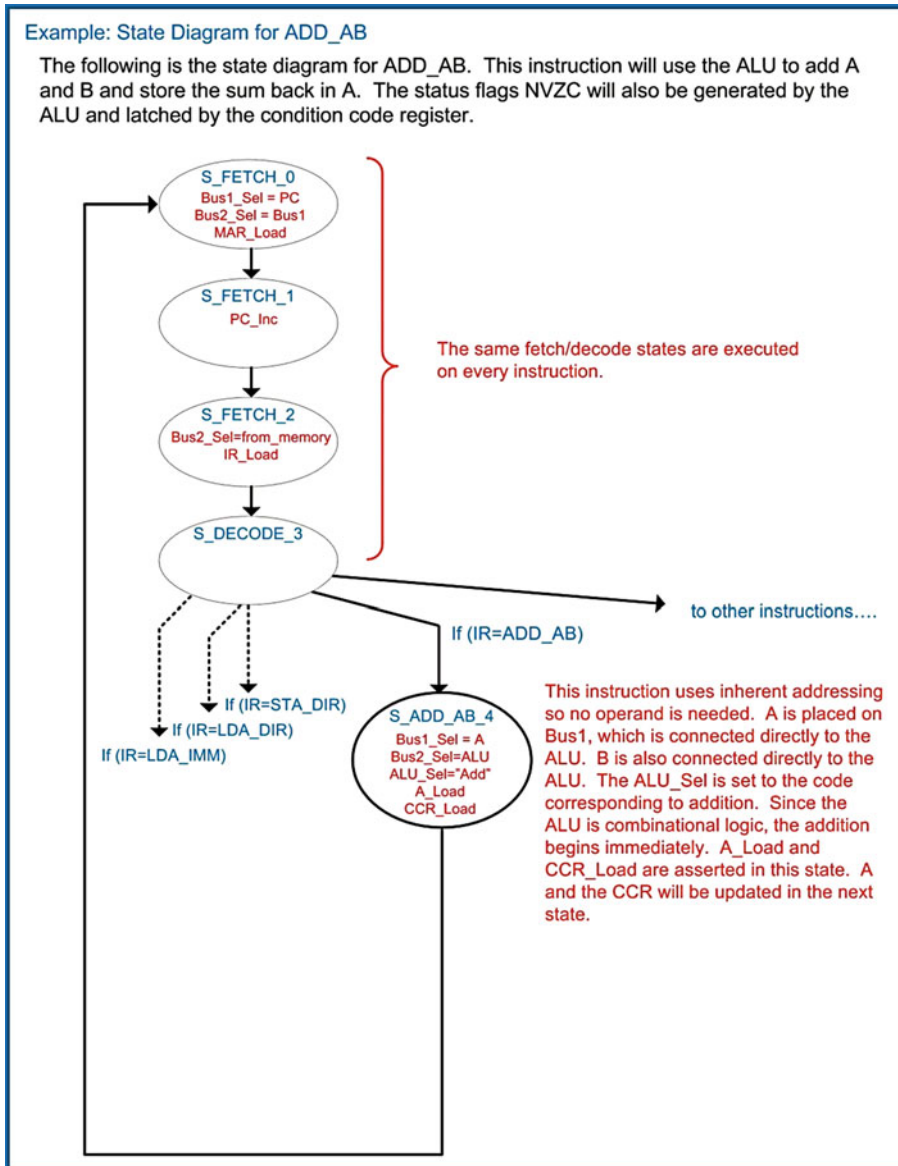 Example: State Diagram for ADD_AB
The following is the state diagram for ADD_AB. This instruction will use the ALU to add A
and B and store the sum back in A. The status flags NVZC will also be generated by the
ALU and latched by the condition code register.
S_FETCH_0
Bus1_Sel = PC
Bus2_Sel = Bus1
MAR_Load
S_FETCH_1
PC_Inc
The same fetch/decode states are executed
on every instruction.
S_FETCH_2
Bus2_Sel=from_memory
IR_Load
S_DECODE_3
to other instructions....
If (IR=ADD_AB)
If (IR=STA_DIR)
If (IR=LDA_DIR)
If (IR=LDA_IMM)
S_ADD_AB_4
Bus1_Sel = A
Bus2_Sel=ALU
ALU_Sel="Add"
A_Load
CCR_Load
This instruction uses inherent addressing
so no operand is needed. A is placed on
Bus1, which is connected directly to the
ALU. B is also connected directly to the
ALU. The ALU_Sel is set to the code
corresponding to addition. Since the
ALU is combinational logic, the addition
begins immediately. A_Load and
CCR_Load are asserted in this state. A
and the CCR will be updated in the next
state.